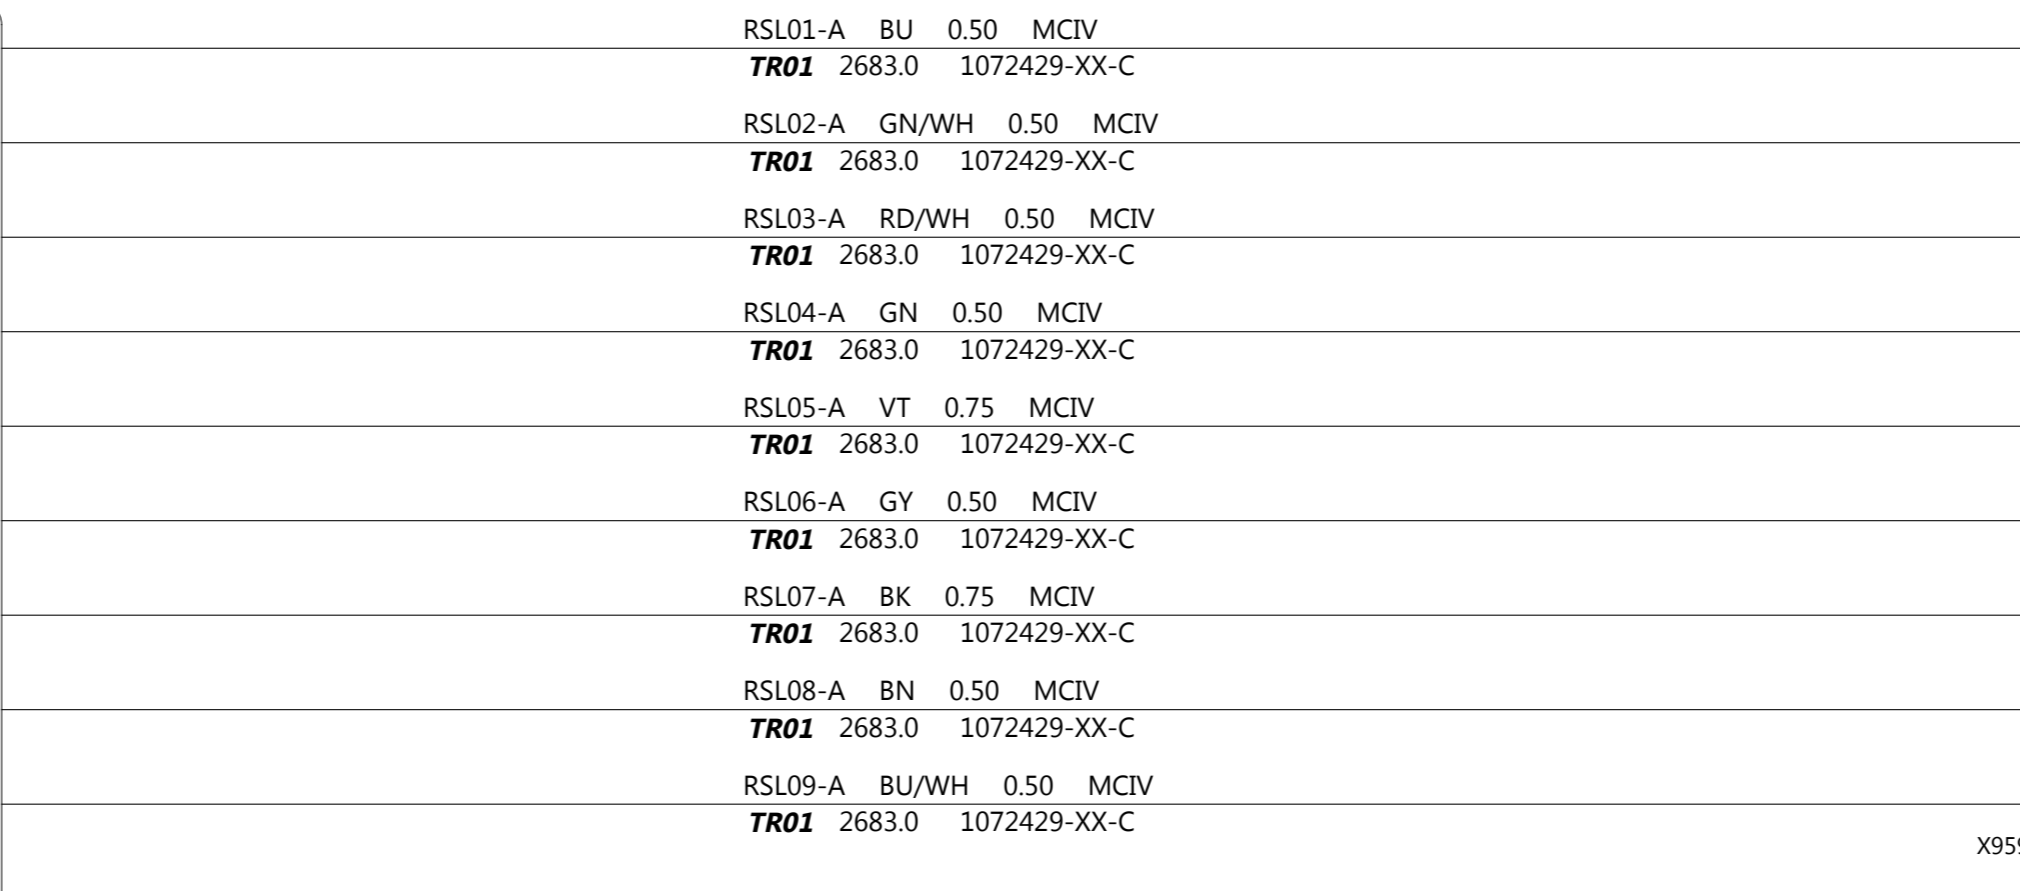 RSL01-A BU 0.50 MCIV
TR01 2683.0 1072429-XX-C
RSL02-A GN/WH 0.50 MCIV
TR01 2683.0 1072429-XX-C
RSL03-A RD/WH 0.50 MCIV
TR01 2683.0 1072429-XX-C
RSL04-A GN 0.50 MCIV
TR01 2683.0 1072429-XX-C
RSL05-A VT 0.75 MCIV
TR01 2683.0 1072429-XX-C
RSL06-A GY 0.50 MCIV
TR01 2683.0 1072429-XX-C
RSL07-A BK 0.75 MCIV
TR01 2683.0 1072429-XX-C
RSL08-A BN 0.50 MCIV
TR01 2683.0 1072429-XX-C
RSL09-A BU/WH 0.50 MCIV
TR01 2683.0 1072429-XX-C
X959